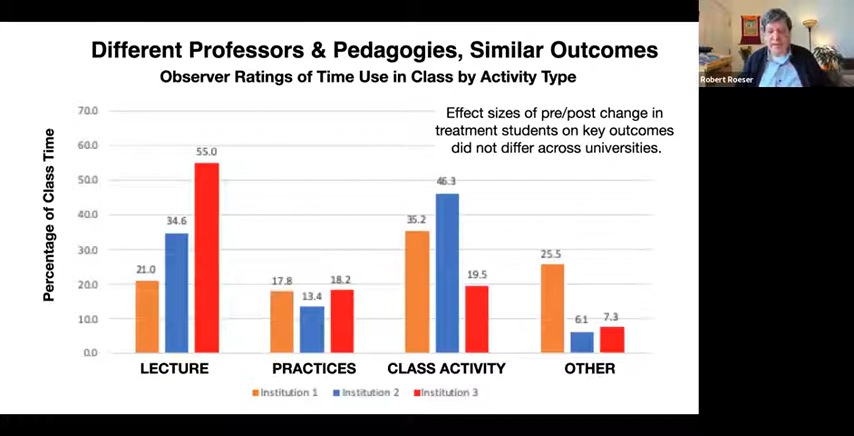 Different Professors & Pedagogies, Similar Outcomes
Observer Ratings of Time Use in Class by Activity Type
Robert Roeser
Effect sizes of pre/post change in
treatment students on key outcomes
did not differ across universities.
Percentage of Class Time
70.0
60.0
50.0
40.0
30.0
20.0
10.0
0.0
21.0 34.6 55.0
17.8 13.4 18.2
35.2 46.3 19.5
25.5 6.1 7.3
LECTURE PRACTICES CLASS ACTIVITY OTHER
Institution 1 Institution 2 Institution 3